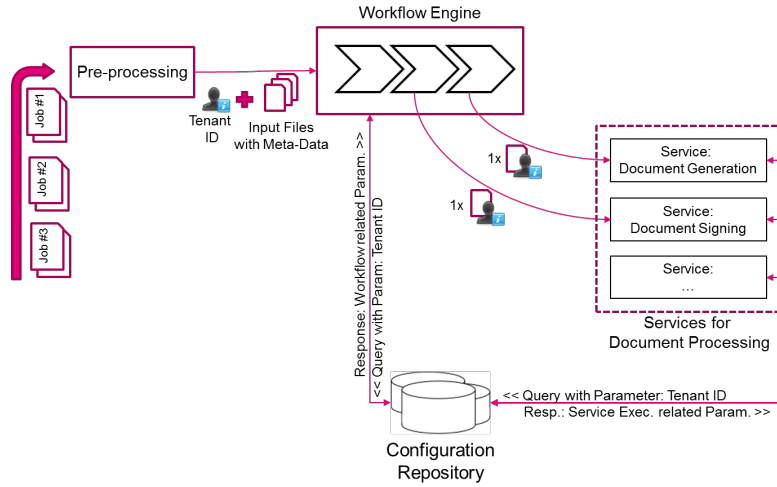 Workflow Engine
Pre-processing
Job #1
Job #2
Job #3
Tenant
ID
Input Files
with Meta-Data
Response: Workflow related Param. >>
<< Query with Param: Tenant ID
1x
1x
Service:
Document Generation
Service:
Document Signing
Service:
...
Services for
Document Processing
<< Query with Parameter: Tenant ID
Resp.: Service Exec. related Param. >>
Configuration
Repository